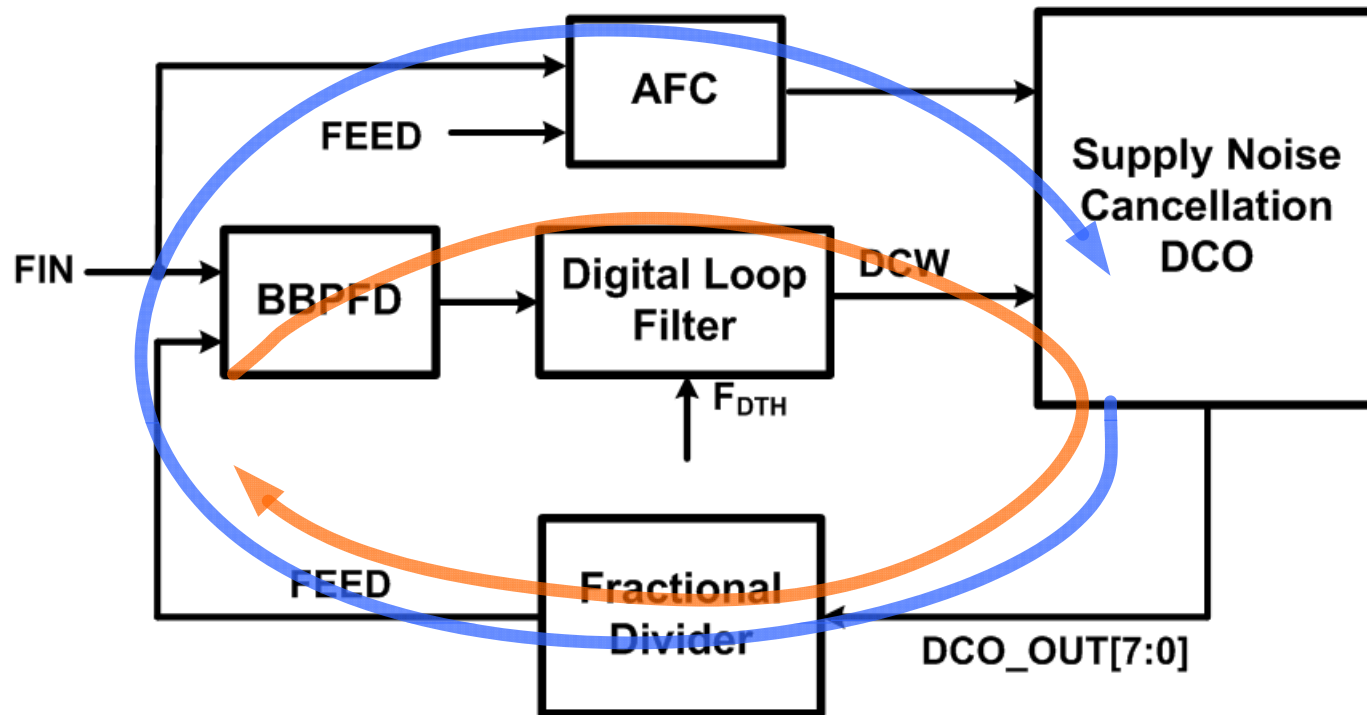 AFC
FEED
Supply Noise
Cancellation
DCO
FIN
BBPFD
Digital Loop
Filter
DCW
FDTH
FEED
Fractional
Divider
DCO_OUT[7:0]